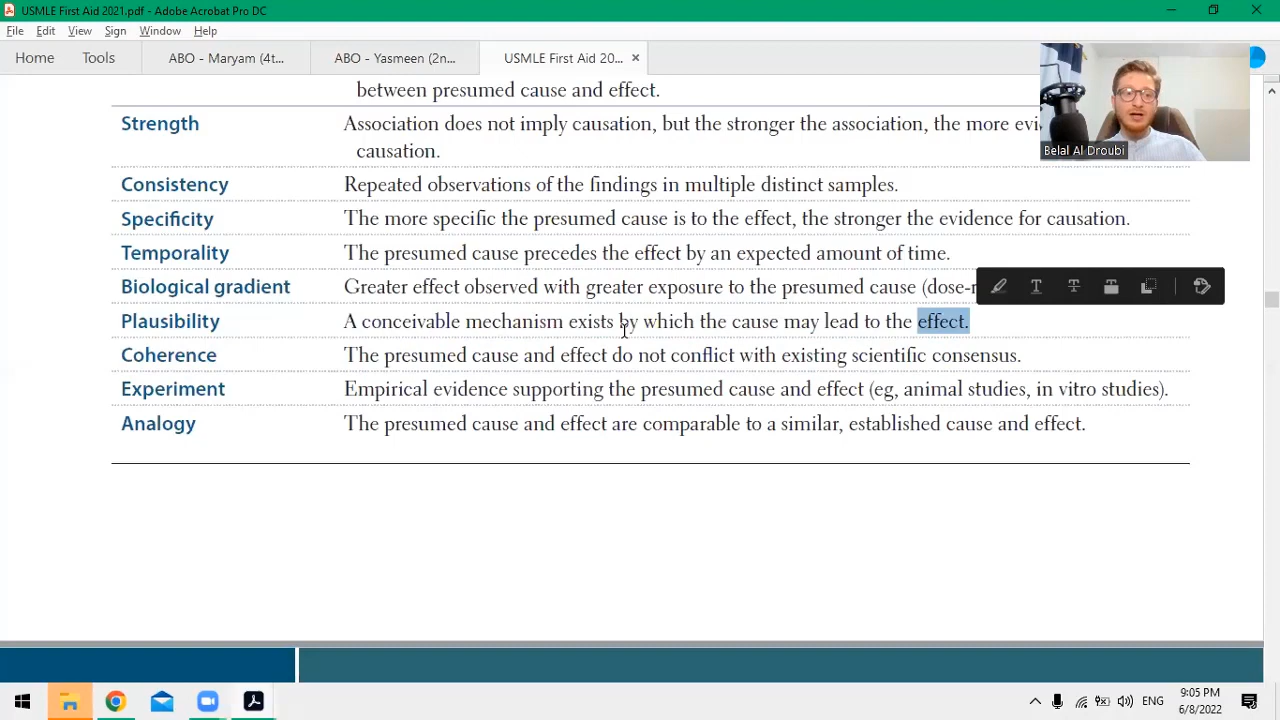 USMLE First Aid 2021.pdf - Adobe Acrobat Pro DC
File Edit View Sign Window Help
Home Tools ABO - Maryam (4t... ABO - Yasmeen (2n... USMLE First Aid 20... ×
between presumed cause and effect.
Strength Association does not imply causation, but the stronger the association, the more evi
causation.
Belal Al Droubi
Consistency Repeated observations of the findings in multiple distinct samples.
Specificity The more specific the presumed cause is to the effect, the stronger the evidence for causation.
Temporality The presumed cause precedes the effect by an expected amount of time.
Biological gradient Greater effect observed with greater exposure to the presumed cause (dose-r
Plausibility A conceivable mechanism exists by which the cause may lead to the effect.
Coherence The presumed cause and effect do not conflict with existing scientific consensus.
Experiment Empirical evidence supporting the presumed cause and effect (eg, animal studies, in vitro studies).
Analogy The presumed cause and effect are comparable to a similar, established cause and effect.
ENG
9:05 PM
6/8/2022